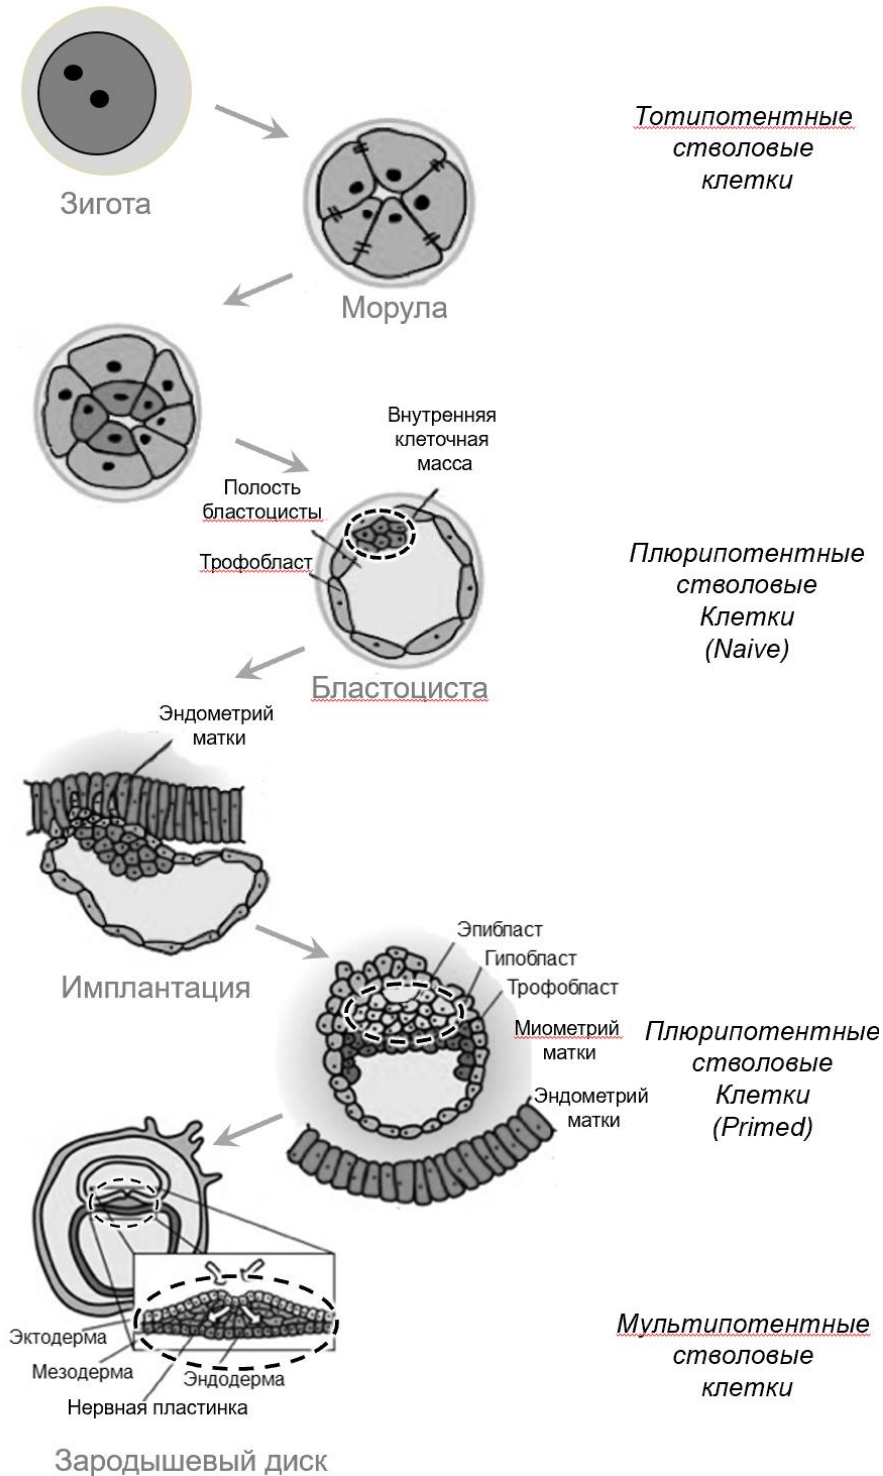 Зигота
Тотипотентные
стволовые
клетки
Морула
Внутренняя
клеточная
масса
Полость
бластоцисты
Трофобласт
Плюрипотентные
стволовые
Клетки
(Naive)
Бластоциста
Эндометрий
матки
Имплантация
Эпибласт
Гипобласт
Трофобласт
Миометрий
матки
Эндометрий
матки
Плюрипотентные
стволовые
Клетки
(Primed)
Эктодерма
Мезодерма
Эндодерма
Нервная пластинка
Мультипотентные
стволовые
клетки
Зародышевый диск